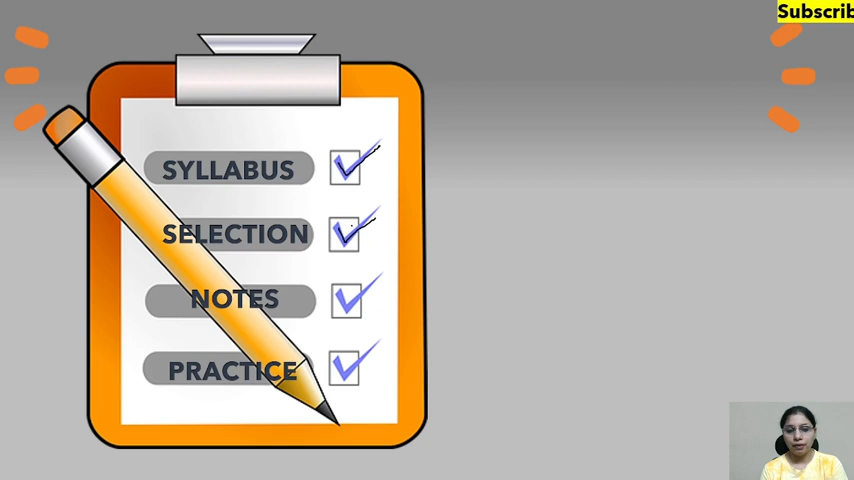 Subscrib
SYLLABUS
SELECTION
NOTES
PRACTICE